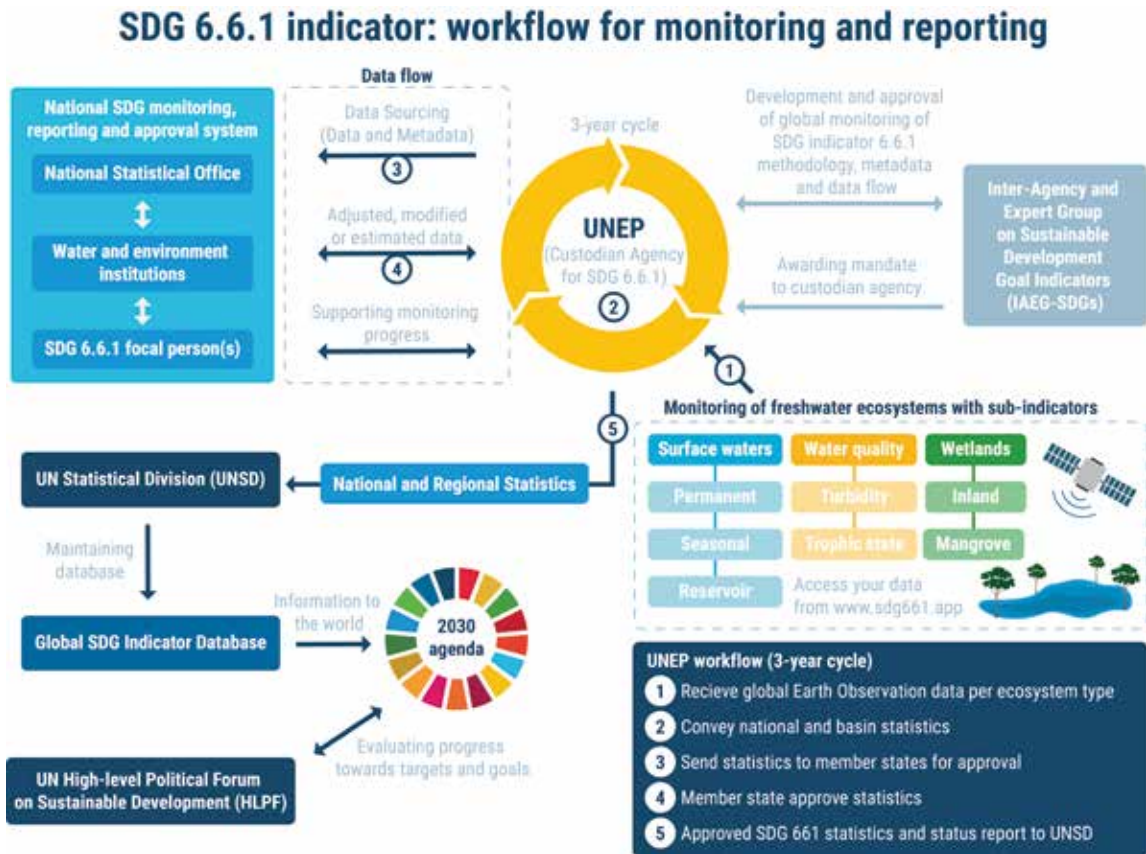 SDG 6.6.1 indicator: workflow for monitoring and reporting
National SDG monitoring,
reporting and approval system
National Statistical Office
Water and environment
institutions
SDG 6.6.1 focal person(s)
Data flow
Data Sourcing
(Data and Metadata)
3
Adjusted, modified
or estimated data
4
Supporting monitoring
progress
3-year cycle
UNEP
(Custodian Agency
for SDG 6.6.1)
2
Development and approval
of global monitoring of
SDG indicator 6.6.1
methodology, metadata
and data flow
Awarding mandate
to custodian agency
Inter-Agency and
Expert Group
on Sustainable
Development
Goal Indicators
(IAEG-SDGs)
1
5
Monitoring of freshwater ecosystems with sub-indicators
Surface waters
Permanent
Seasonal
Reservoir
Water quality
Turbidity
Trophic state
Wetlands
Inland
Mangrove
Access your data
from www.sdg661.app
National and Regional Statistics
UN Statistical Division (UNSD)
Maintaining
database
Global SDG Indicator Database
Information to
the world
2030
agenda
Evaluating progress
towards targets and goals
UN High-level Political Forum
on Sustainable Development (HLPF)
UNEP workflow (3-year cycle)
1 Recieve global Earth Observation data per ecosystem type
2 Convey national and basin statistics
3 Send statistics to member states for approval
4 Member state approve statistics
5 Approved SDG 661 statistics and status report to UNSD